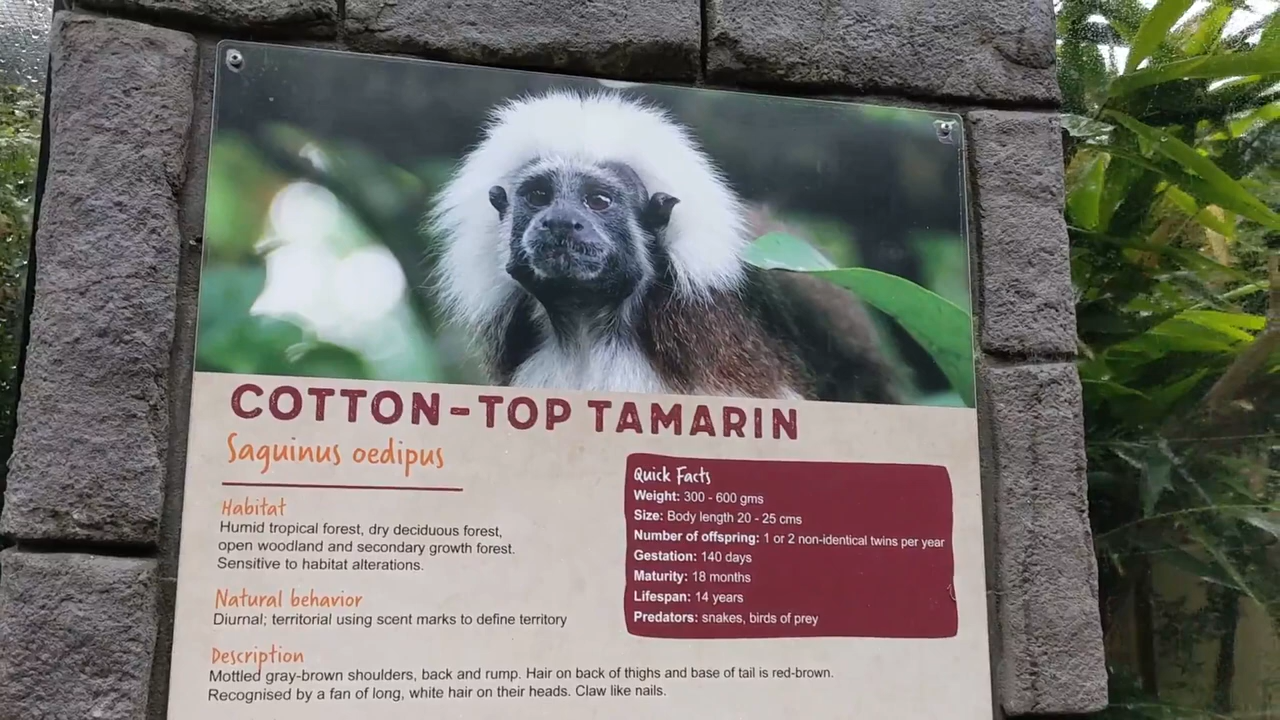 COTTON-TOP TAMARIN
Saguinus oedipus
Habitat
Humid tropical forest, dry deciduous forest,
open woodland and secondary growth forest.
Sensitive to habitat alterations.
Natural behavior
Diurnal; territorial using scent marks to define territory
Description
Mottled gray-brown shoulders, back and rump. Hair on back of thighs and base of tail is red-brown.
Recognised by a fan of long, white hair on their heads. Claw like nails.
Quick Facts
Weight: 300 - 600 gms
Size: Body length 20 - 25 cms
Number of offspring: 1 or 2 non-identical twins per year
Gestation: 140 days
Maturity: 18 months
Lifespan: 14 years
Predators: snakes, birds of prey